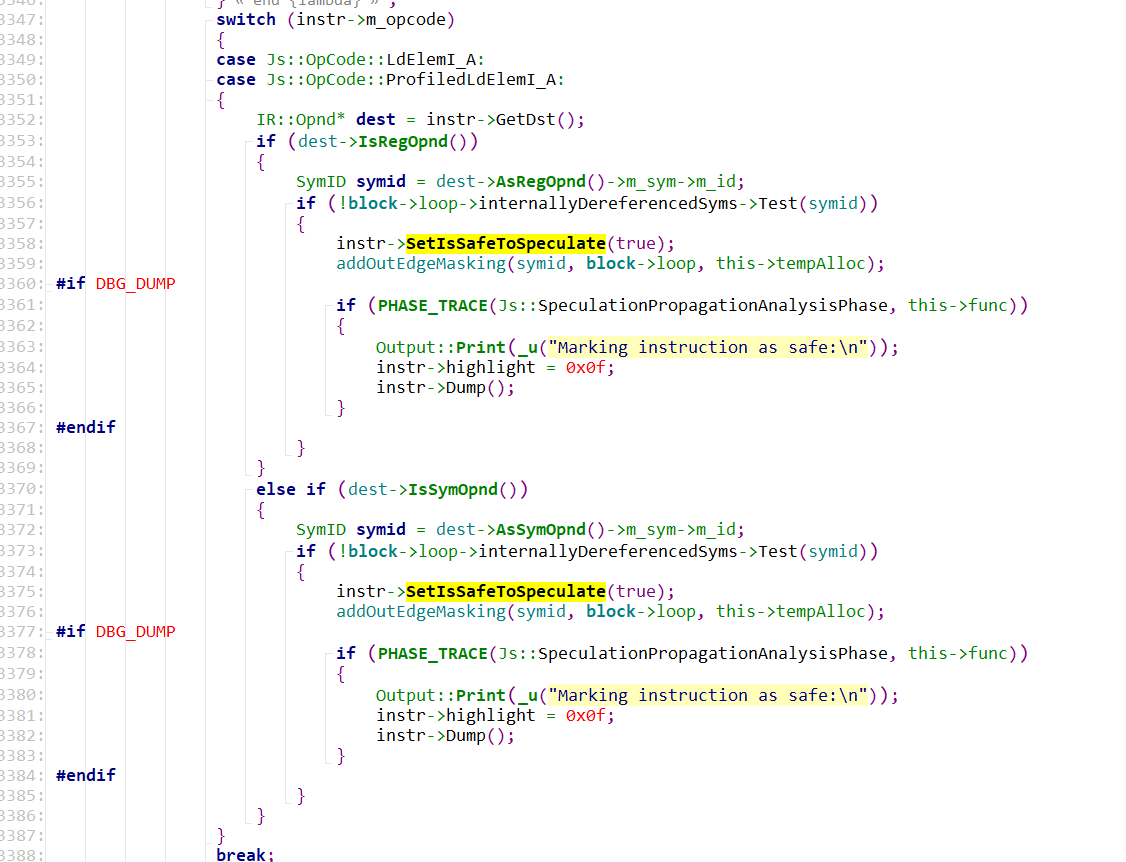 3346: } « end {lambda} » ;
3347: switch (instr->m_opcode)
3348: {
3349: case Js::OpCode::LdElemI_A:
3350: case Js::OpCode::ProfiledLdElemI_A:
3351: {
3352: IR::Opnd* dest = instr->GetDst();
3353: if (dest->IsRegOpnd())
3354: {
3355: SymID symid = dest->AsRegOpnd()->m_sym->m_id;
3356: if (!block->loop->internallyDereferencedSyms->Test(symid))
3357: {
3358: instr->SetIsSafeToSpeculate(true);
3359: addOutEdgeMasking(symid, block->loop, this->tempAlloc);
3360: #if DBG_DUMP
3361: if (PHASE_TRACE(Js::SpeculationPropagationAnalysisPhase, this->func))
3362: {
3363: Output::Print(_u("Marking instruction as safe:\n"));
3364: instr->highlight = 0x0f;
3365: instr->Dump();
3366: }
3367: #endif
3368: }
3369: }
3370: else if (dest->IsSymOpnd())
3371: {
3372: SymID symid = dest->AsSymOpnd()->m_sym->m_id;
3373: if (!block->loop->internallyDereferencedSyms->Test(symid))
3374: {
3375: instr->SetIsSafeToSpeculate(true);
3376: addOutEdgeMasking(symid, block->loop, this->tempAlloc);
3377: #if DBG_DUMP
3378: if (PHASE_TRACE(Js::SpeculationPropagationAnalysisPhase, this->func))
3379: {
3380: Output::Print(_u("Marking instruction as safe:\n"));
3381: instr->highlight = 0x0f;
3382: instr->Dump();
3383: }
3384: #endif
3385: }
3386: }
3387: }
3388: break;